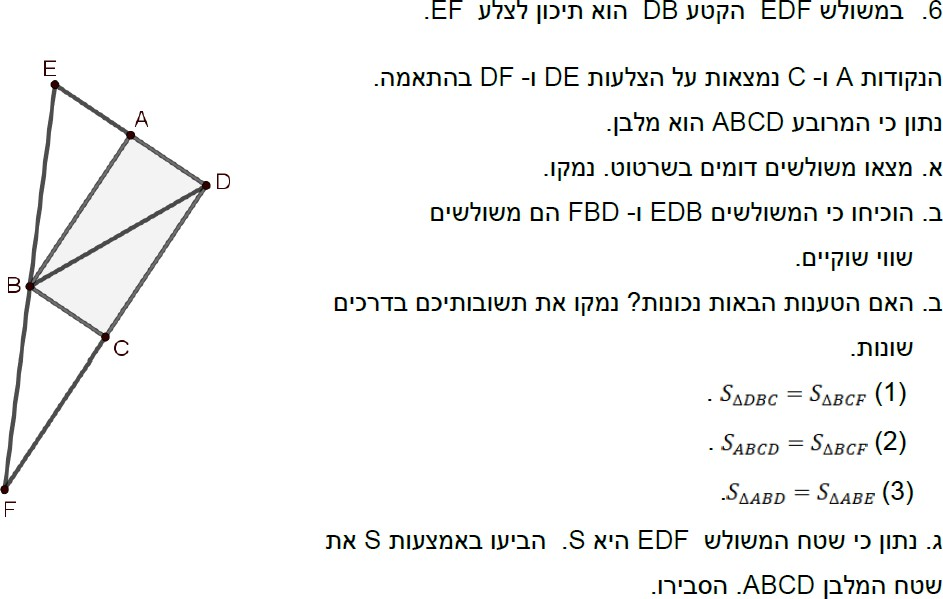 6. במשולש EDF הקטע DB הוא תיכון לצלע EF.
הנקודות A ו- C נמצאות על הצלעות DE ו- DF בהתאמה.
נתון כי המרובע ABCD הוא מלבן.
א. מצאו משולשים דומים בשרטוט. נמקו.
ב. הוכיחו כי המשולשים EDB ו- FBD הם משולשים
שווי שוקיים.
ב. האם הטענות הבאות נכונות? נמקו את תשובותיכם בדרכים
שונות.
(1) S_{ΔDBC} = S_{ΔBCF} .
(2) S_{ABCD} = S_{ΔBCF} .
(3) S_{ΔABD} = S_{ΔABE}.
ג. נתון כי שטח המשולש EDF היא S. הביעו באמצעות S את
שטח המלבן ABCD. הסבירו.
E
A
D
B
C
F